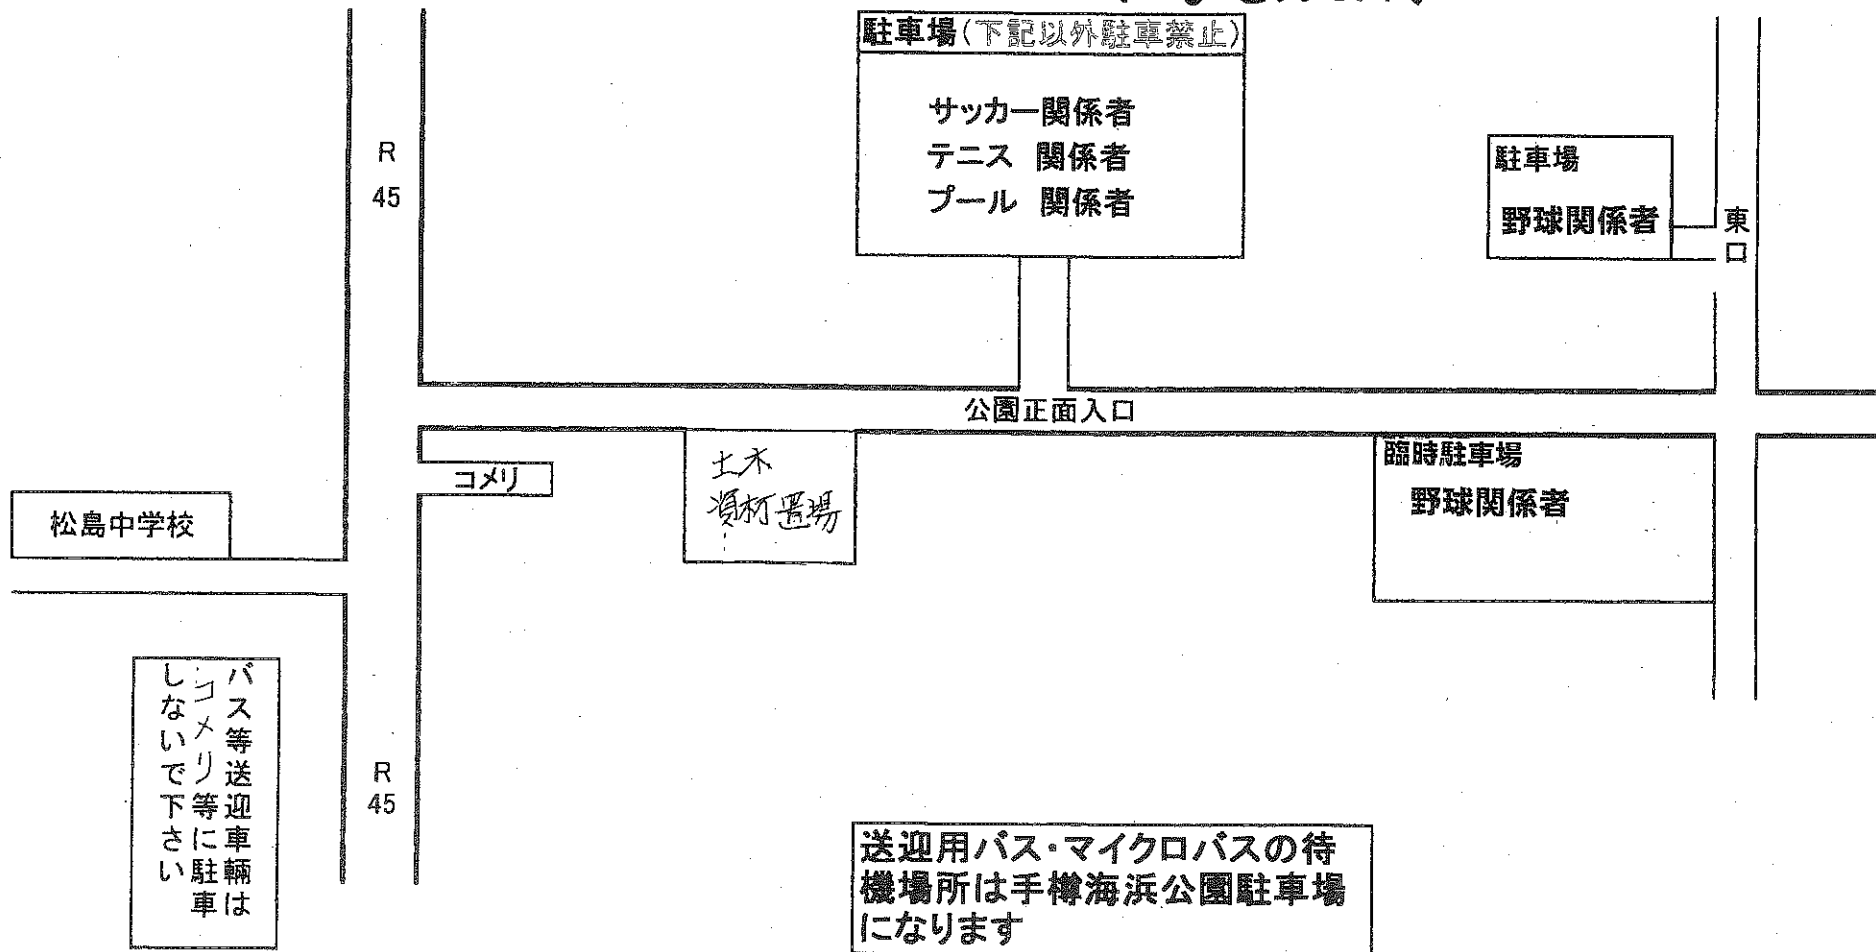 駐車場(下記以外駐車禁止)
サッカー関係者
テニス 関係者
プール 関係者
R
45
駐車場
野球関係者
東口
公園正面入口
コメリ
土木
資材置場
臨時駐車場
野球関係者
松島中学校
バス等送迎車輛は
コメリ等に駐車
しないで下さい
R
45
送迎用バス・マイクロバスの待
機場所は手樽海浜公園駐車場
になります